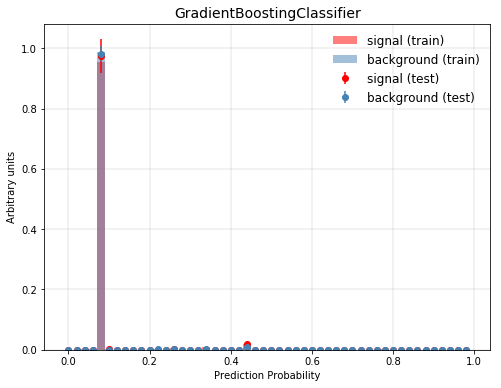 GradientBoostingClassifier
signal (train)
background (train)
signal (test)
background (test)
Arbitrary units
1.0
0.8
0.6
0.4
0.2
0.0
0.0 0.2 0.4 0.6 0.8 1.0
Prediction Probability